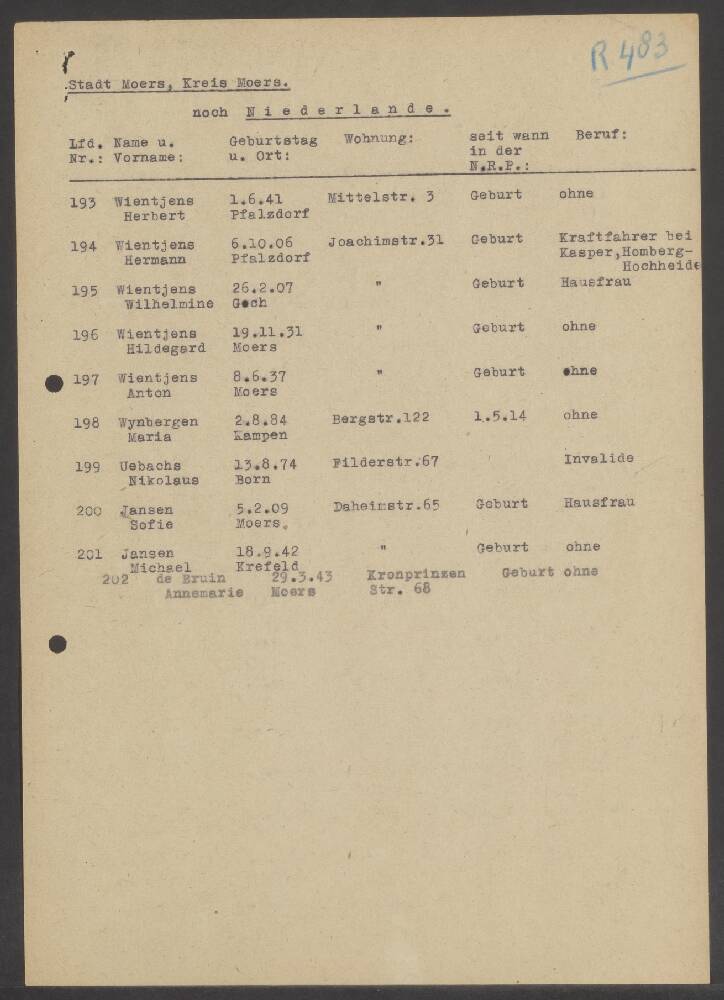 R 483
Stadt Moers, Kreis Moers.
noch Niederlande.
Lfd. Name u. Geburtstag Wohnung: seit wann Beruf:
Nr.: Vorname: u. Ort: in der
N.R.P.:
193 Wientjens 1.6.41 Mittelstr. 3 Geburt ohne
Herbert Pfalzdorf
194 Wientjens 6.10.06 Joachimstr.31 Geburt Kraftfahrer bei
Hermann Pfalzdorf Kasper,Homberg-
Hochheide
195 Wientjens 26.2.07 " Geburt Hausfrau
Wilhelmine Goch
196 Wientjens 19.11.31 " Geburt ohne
Hildegard Moers
197 Wientjens 8.6.37 " Geburt ohne
Anton Moers
198 Wynbergen 2.8.84 Bergstr.122 1.5.14 ohne
Maria Kampen
199 Uebachs 13.8.74 Filderstr.67 Invalide
Nikolaus Born
200 Jansen 5.2.09 Daheimstr.65 Geburt Hausfrau
Sofie Moers.
201 Jansen 18.9.42 " Geburt ohne
Michael Krefeld
202 de Bruin 29.3.43 Kronprinzen Geburt ohne
Annemarie Moers Str. 68